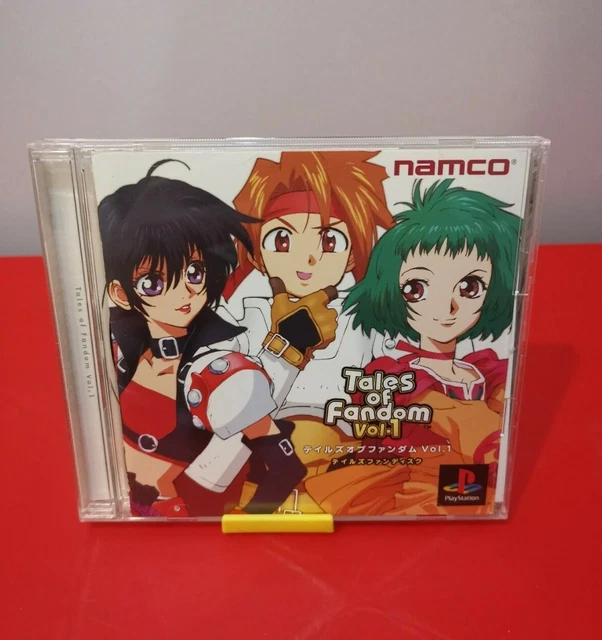 namco®
Tales of Fandom Vol.1
Tales
of
Fandom™
Vol.1
テイルズ オブ ファンダム Vol.1
テイルズ ファンディスク
PlayStation